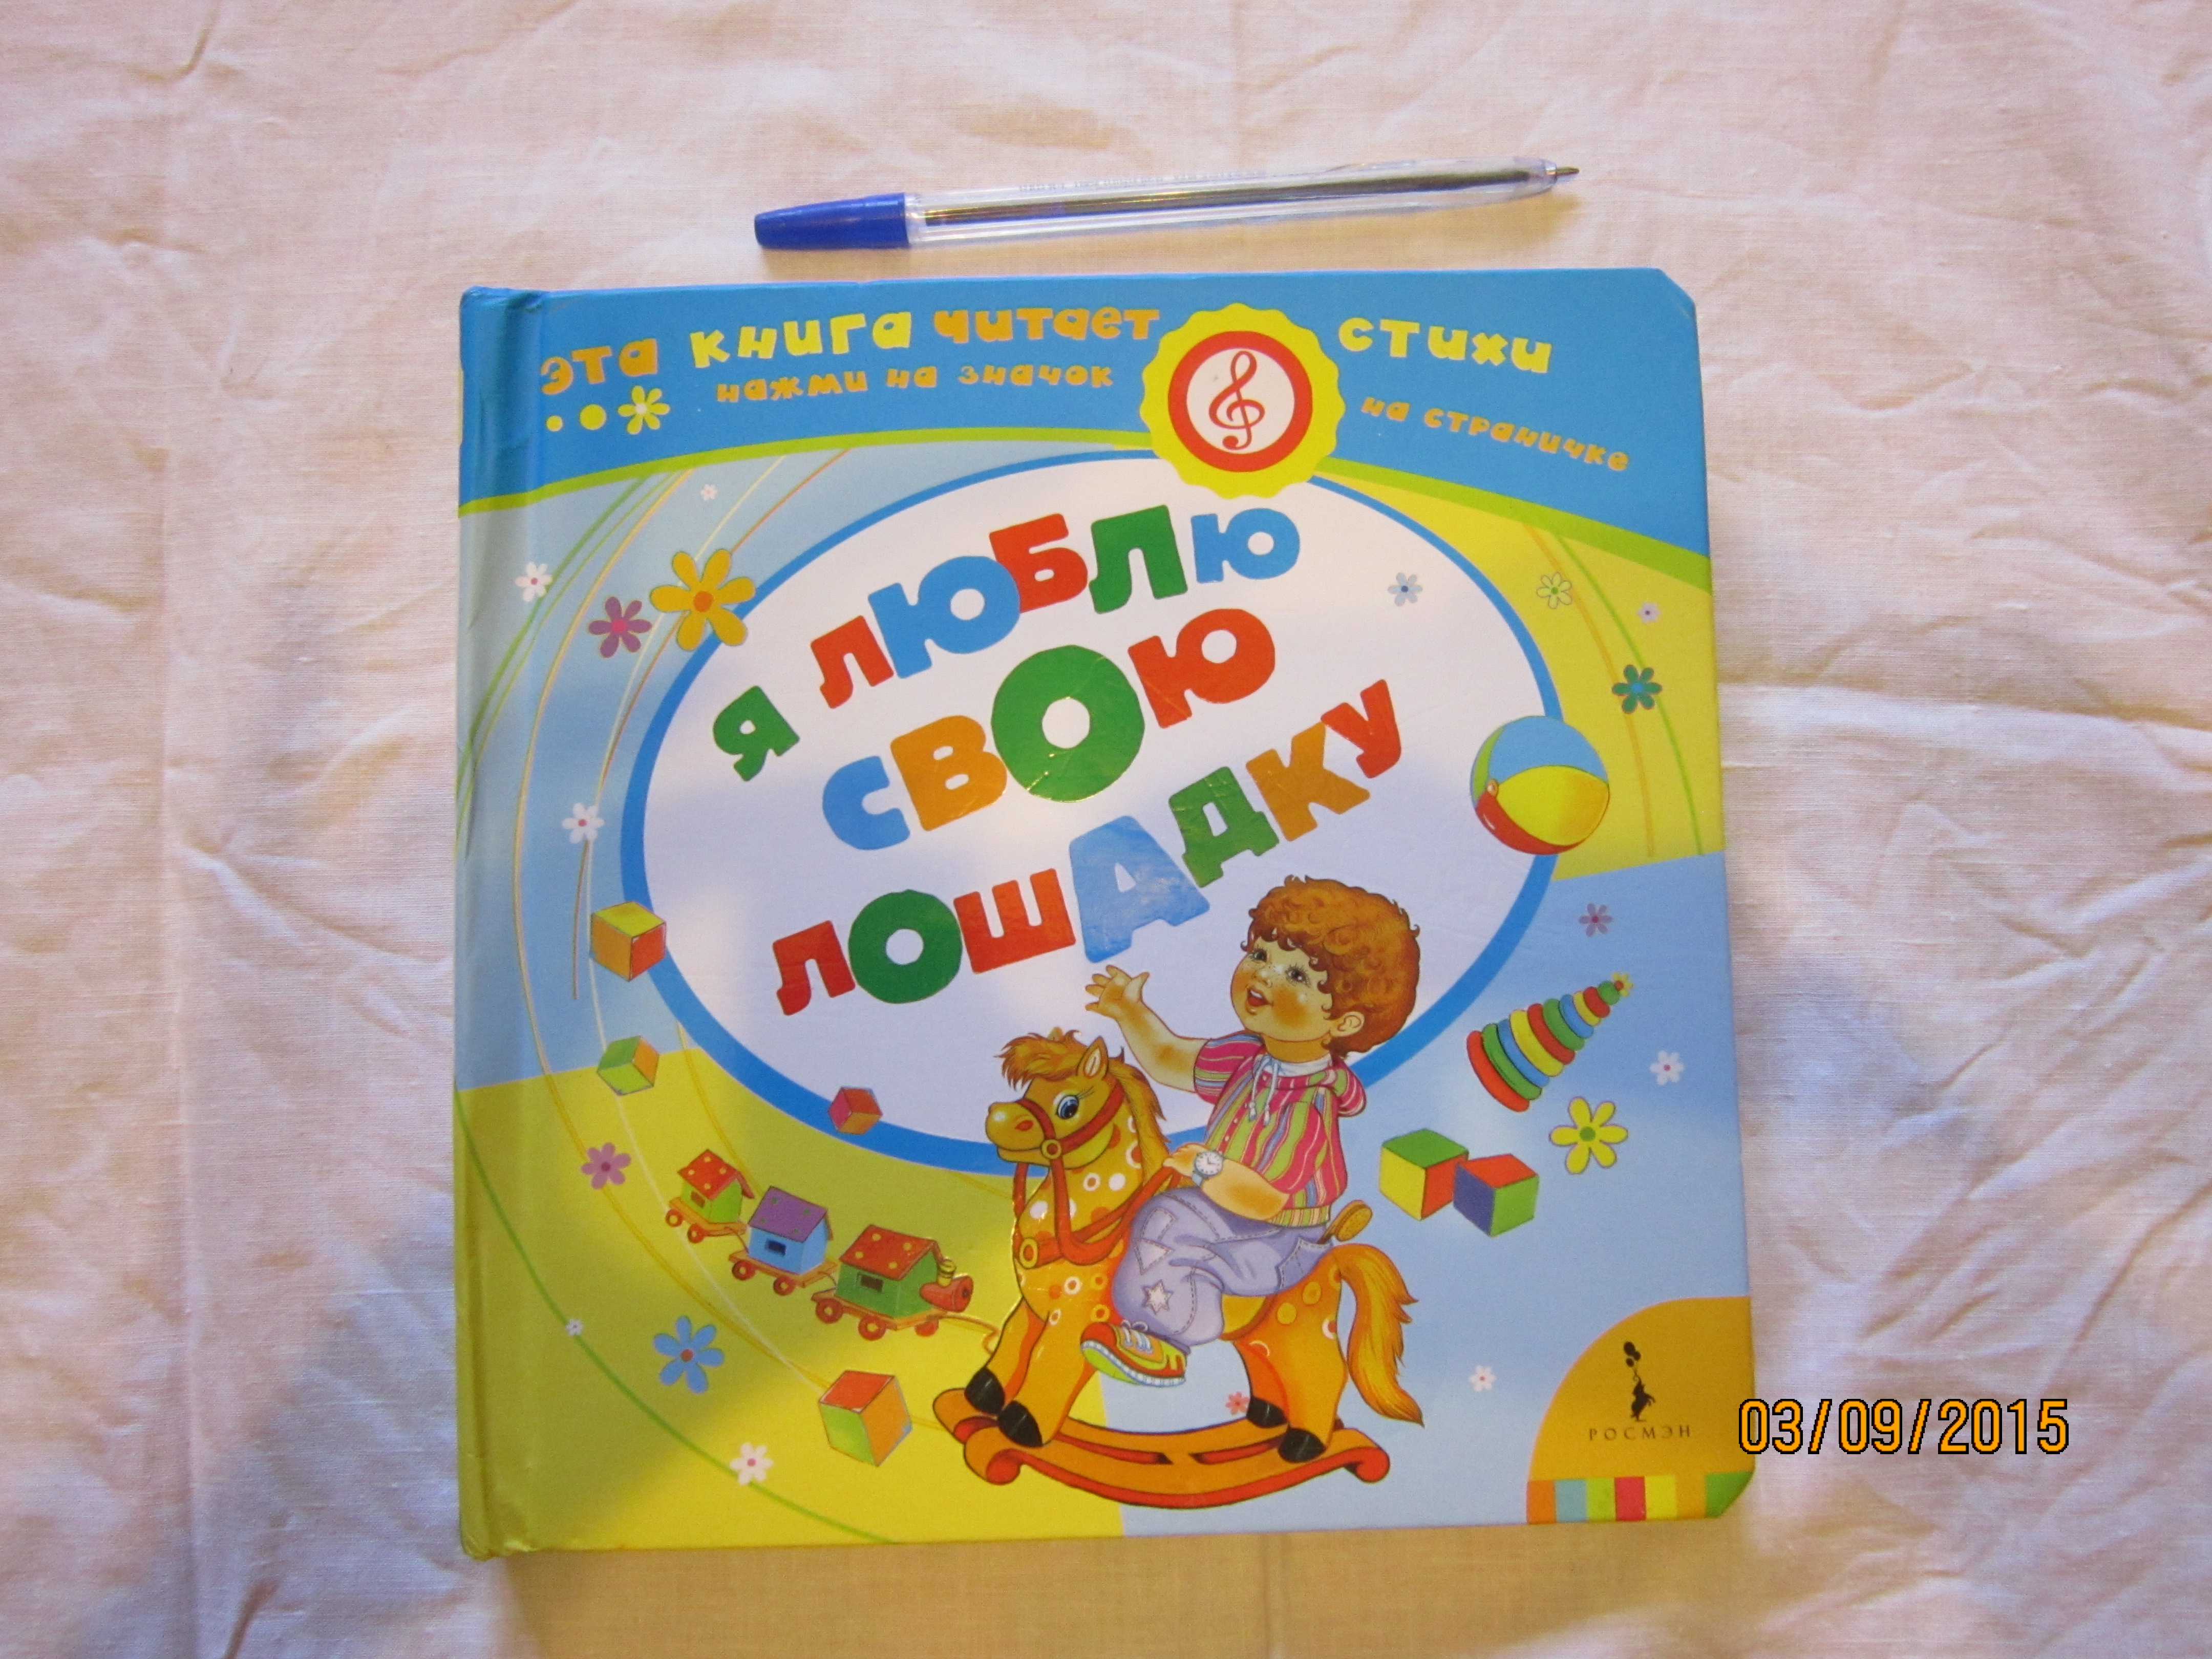 Эта книга читает стихи
нажми на значок на страничке
Я люблю
свою
лошадку
РОСМЭН
03/09/2015